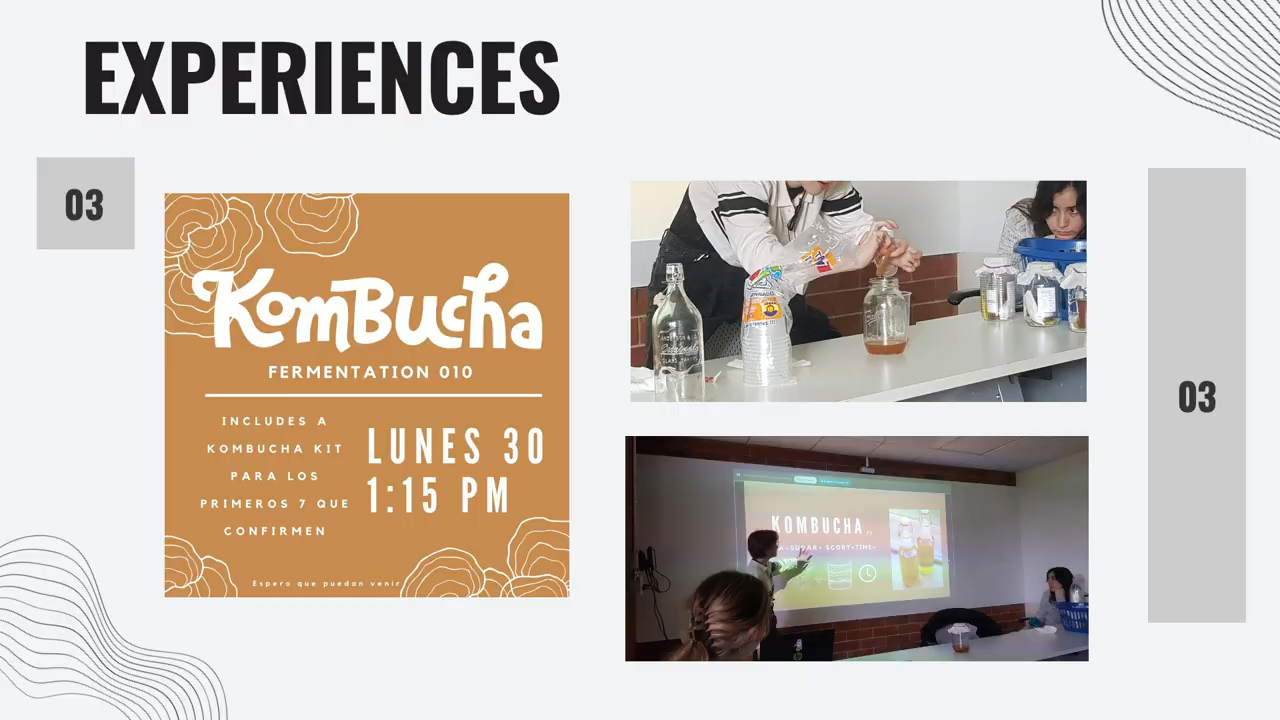 EXPERIENCES
03
KomBucha
FERMENTATION 010
INCLUDES A
KOMBUCHA KIT
PARA LOS
PRIMEROS 7 QUE
CONFIRMEN
LUNES 30
1:15 PM
Espero que puedan venir
KOMBUCHA
03